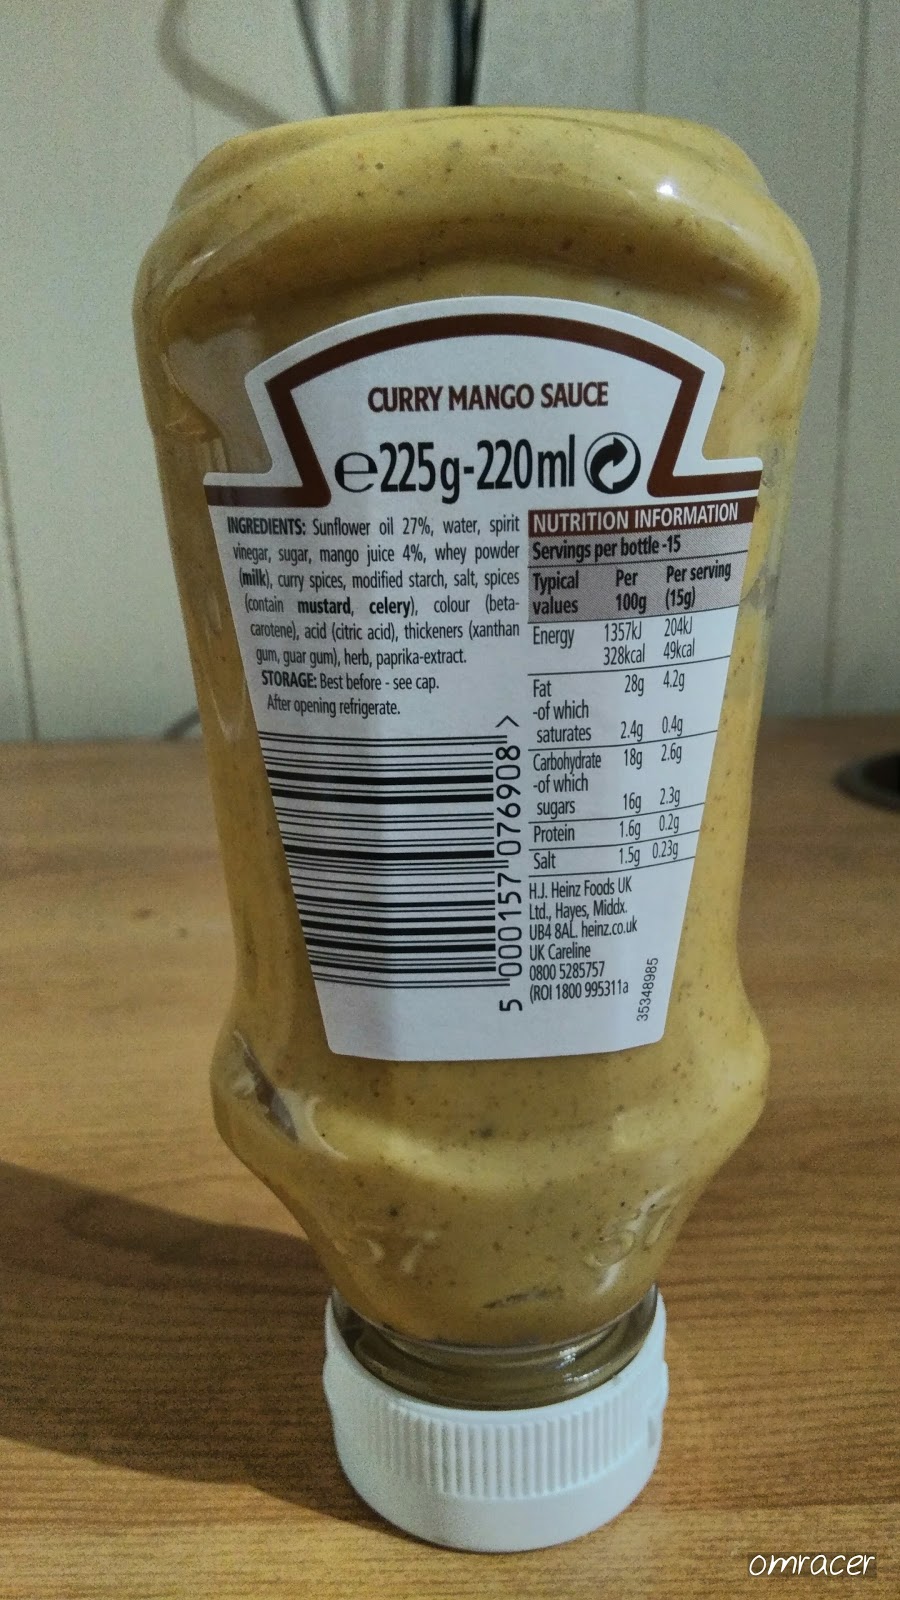 CURRY MANGO SAUCE
e225g-220ml
INGREDIENTS: Sunflower oil 27%, water, spirit
vinegar, sugar, mango juice 4%, whey powder
(milk), curry spices, modified starch, salt, spices
(contain mustard, celery), colour (beta-
carotene), acid (citric acid), thickeners (xanthan
gum, guar gum), herb, paprika-extract.
STORAGE: Best before - see cap.
After opening refrigerate.
5 000157 076908 >
NUTRITION INFORMATION
Servings per bottle -15
Typical values Per 100g Per serving (15g)
Energy 1357kJ 204kJ
328kcal 49kcal
Fat 28g 4.2g
-of which
saturates 2.4g 0.4g
Carbohydrate 18g 2.6g
-of which
sugars 16g 2.3g
Protein 1.6g 0.2g
Salt 1.5g 0.23g
H.J. Heinz Foods UK
Ltd., Hayes, Middx.
UB4 8AL. heinz.co.uk
UK Careline
0800 5285757
(ROI 1800 995311a
35348985
57
57
omracer